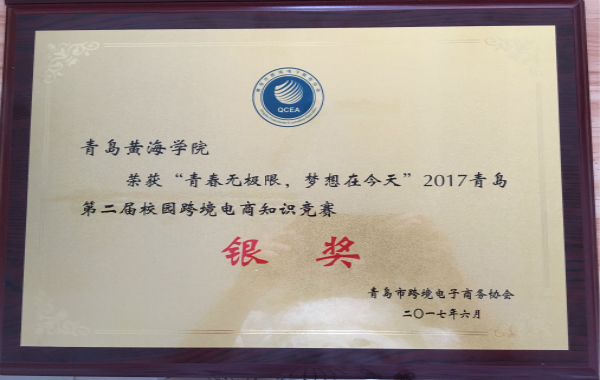 QCEA
青岛黄海学院
荣获“青春无极限，梦想在今天”2017青岛
第二届校园跨境电商知识竞赛
银 奖
青岛市跨境电子商务协会
二〇一七年六月